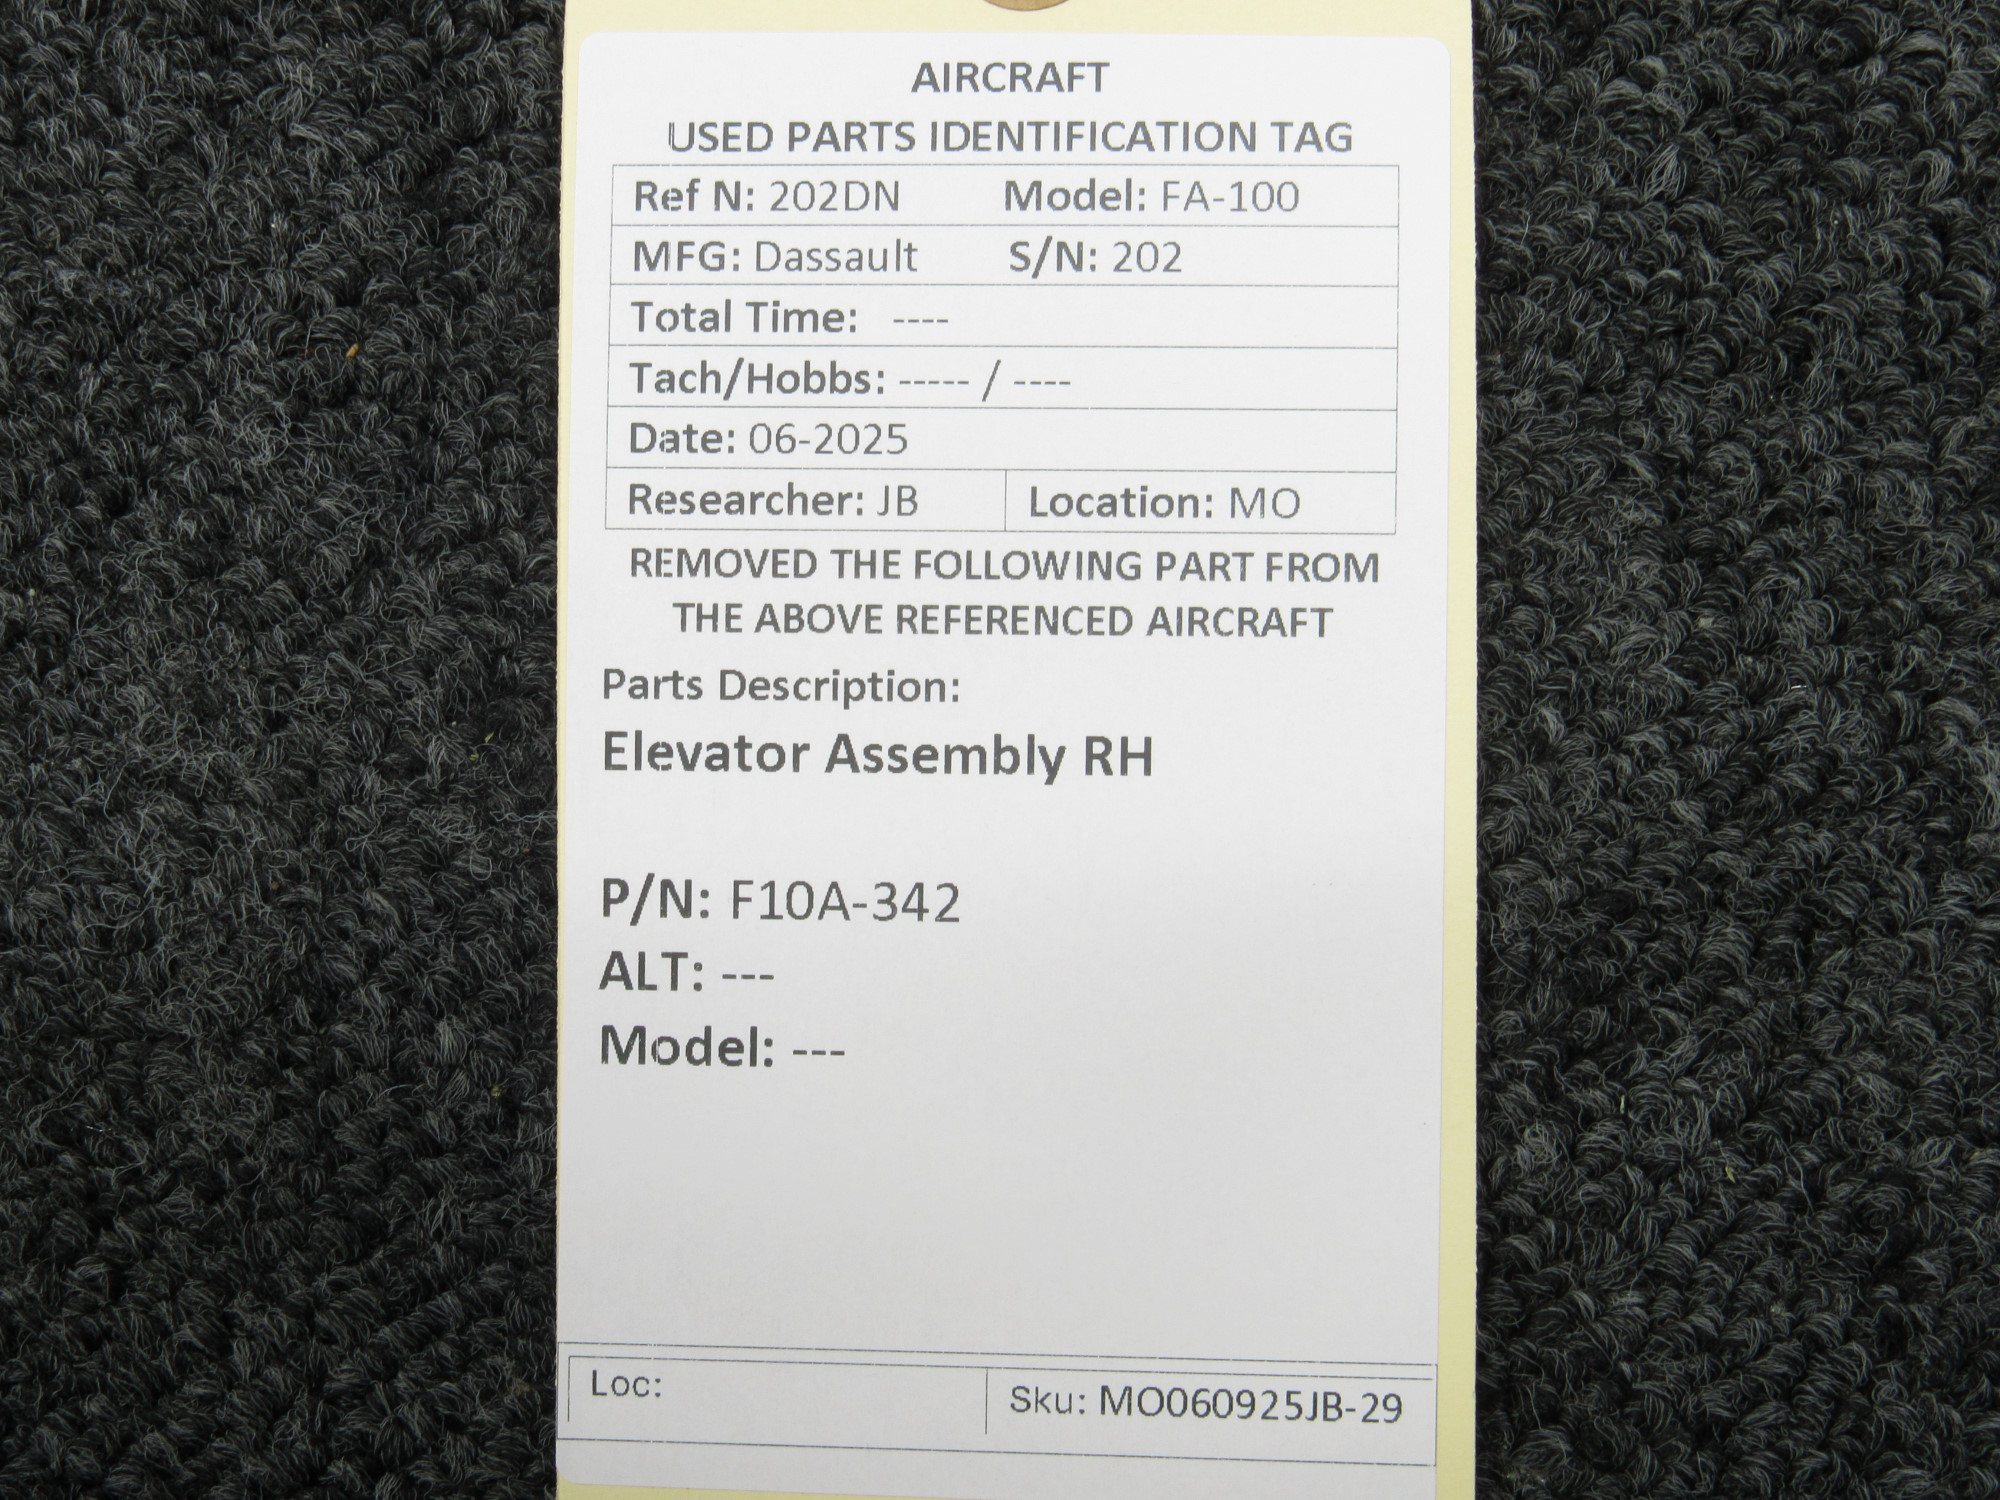 AIRCRAFT
USED PARTS IDENTIFICATION TAG
Ref N: 202DN Model: FA-100
MFG: Dassault S/N: 202
Total Time: ----
Tach/Hobbs: ----- / ----
Date: 06-2025
Researcher: JB Location: MO
REMOVED THE FOLLOWING PART FROM
THE ABOVE REFERENCED AIRCRAFT
Parts Description:
Elevator Assembly RH
P/N: F10A-342
ALT: ---
Model: ---
Loc: Sku: MO060925JB-29